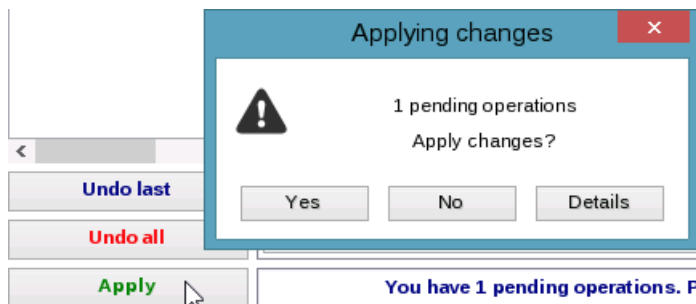 Applying changes
1 pending operations
Apply changes?
Yes
No
Details
Undo last
Undo all
Apply
You have 1 pending operations.